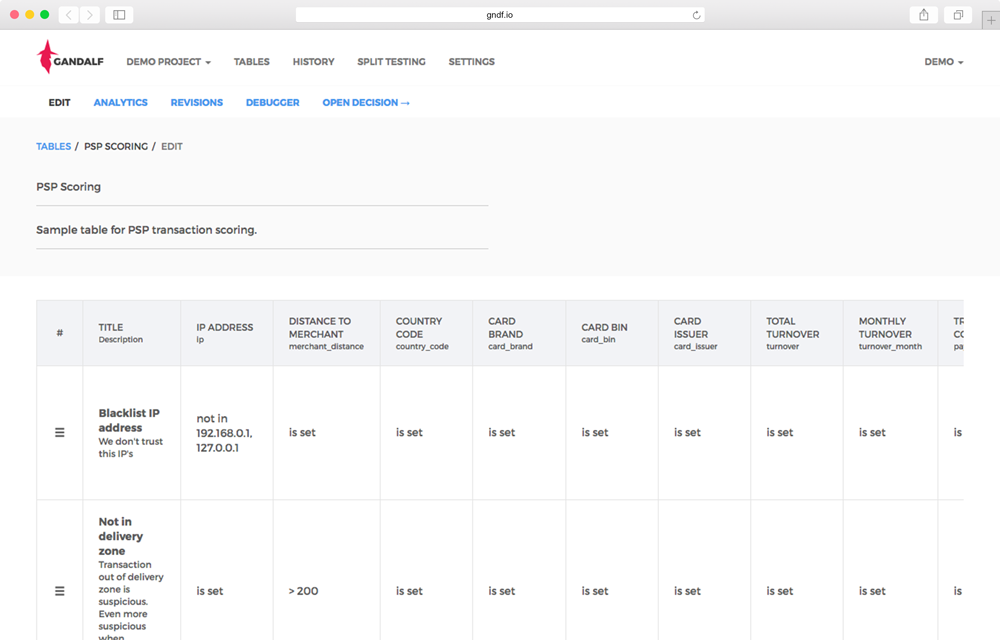 gndf.io
GANDALF DEMO PROJECT TABLES HISTORY SPLIT TESTING SETTINGS DEMO
EDIT ANALYTICS REVISIONS DEBUGGER OPEN DECISION →
TABLES / PSP SCORING / EDIT
PSP Scoring
Sample table for PSP transaction scoring.
#
TITLE
Description
IP ADDRESS
ip
DISTANCE TO
MERCHANT
merchant_distance
COUNTRY
CODE
country_code
CARD
BRAND
card_brand
CARD BIN
card_bin
CARD
ISSUER
card_issuer
TOTAL
TURNOVER
turnover
MONTHLY
TURNOVER
turnover_month
Blacklist IP
address
We don't trust
this IP's
not in
192.168.0.1,
127.0.0.1
is set
is set
is set
is set
is set
is set
is set
is
Not in
delivery
zone
Transaction
out of delivery
zone is
suspicious.
Even more
suspicious
when
is set
> 200
is set
is set
is set
is set
is set
is set
is